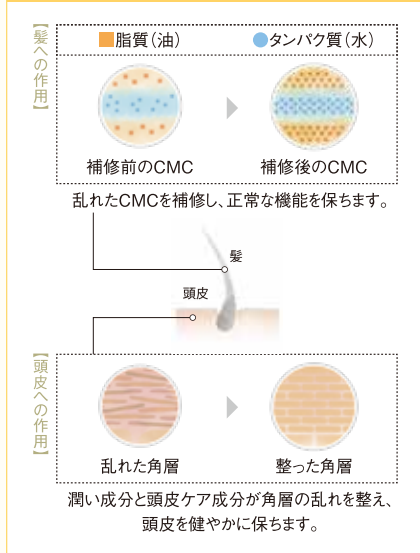 【髪への作用】
脂質（油） タンパク質（水）
補修前のCMC 補修後のCMC
乱れたCMCを補修し、正常な機能を保ちます。
髪
頭皮
【頭皮への作用】
乱れた角層 整った角層
潤い成分と頭皮ケア成分が角層の乱れを整え、
頭皮を健やかに保ちます。